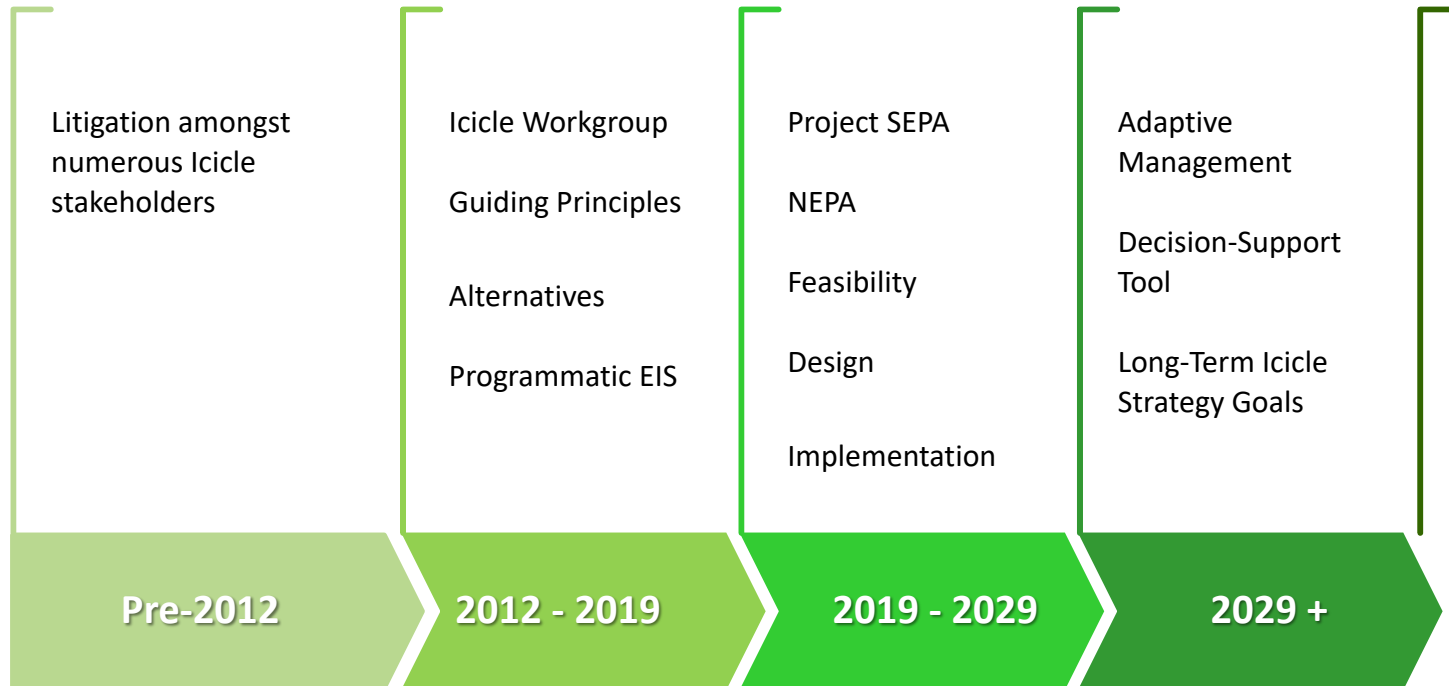 Litigation amongst
numerous Icicle
stakeholders
Icicle Workgroup
Guiding Principles
Alternatives
Programmatic EIS
Project SEPA
NEPA
Feasibility
Design
Implementation
Adaptive
Management
Decision-Support
Tool
Long-Term Icicle
Strategy Goals
Pre-2012
2012 - 2019
2019 - 2029
2029 +